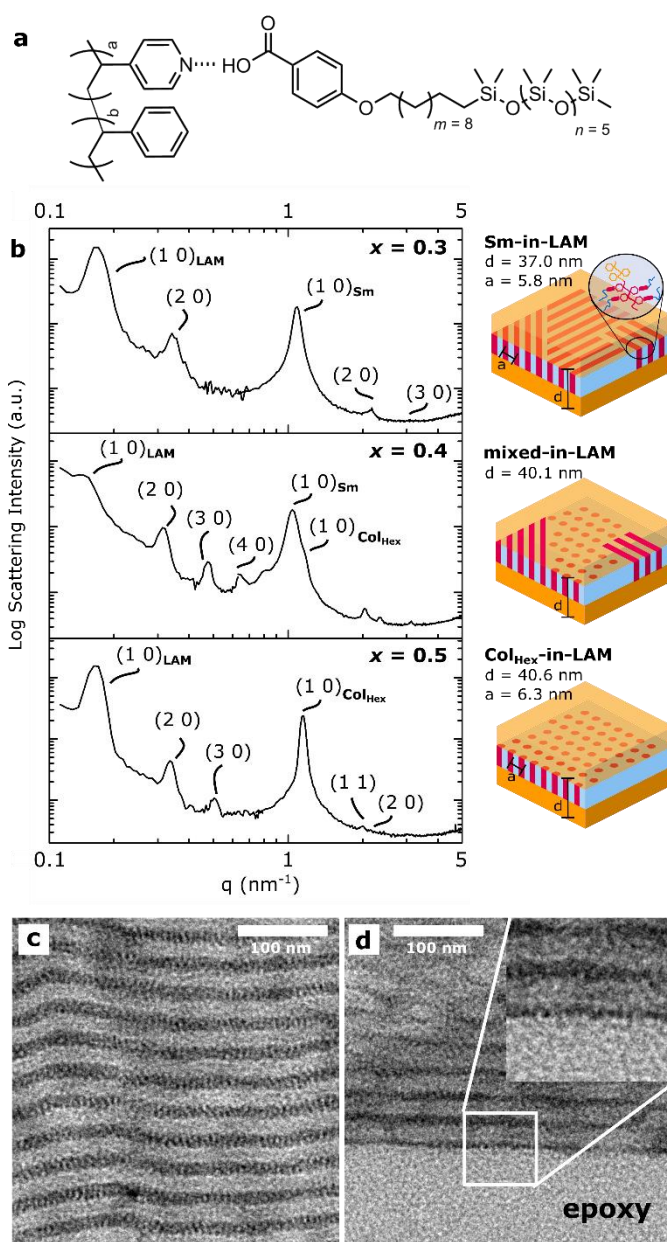 a
a
N
HO
O
O
b
m = 8
Si
O
Si
O
Si
n = 5
0.1
1
5
b
x = 0.3
(1 0)LAM
(2 0)
(1 0)Sm
(2 0)
(3 0)
Sm-in-LAM
d = 37.0 nm
a = 5.8 nm
a
d
x = 0.4
(1 0)LAM
(2 0)
(3 0)
(4 0)
(1 0)Sm
(1 0)ColHex
mixed-in-LAM
d = 40.1 nm
d
x = 0.5
(1 0)LAM
(2 0)
(3 0)
(1 0)ColHex
(1 1)
(2 0)
ColHex-in-LAM
d = 40.6 nm
a = 6.3 nm
a
d
Log Scattering Intensity (a.u.)
0.1
1
5
q (nm-1)
c
100 nm
d
100 nm
epoxy